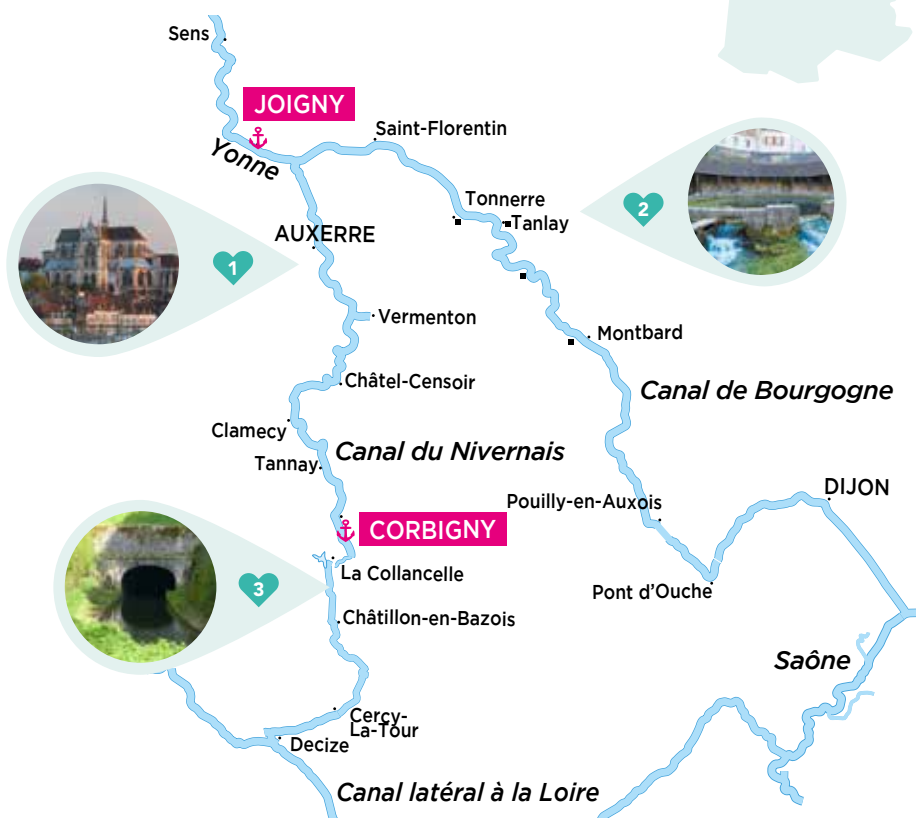 Sens
JOIGNY
Saint-Florentin
Yonne
Tonnerre
2
Tanlay
AUXERRE
1
Vermenton
Montbard
Châtel-Censoir
Canal de Bourgogne
Clamecy
Canal du Nivernais
Tannay
DIJON
Pouilly-en-Auxois
CORBIGNY
La Collancelle
3
Pont d'Ouche
Châtillon-en-Bazois
Saône
Cercy-
La-Tour
Decize
Canal latéral à la Loire